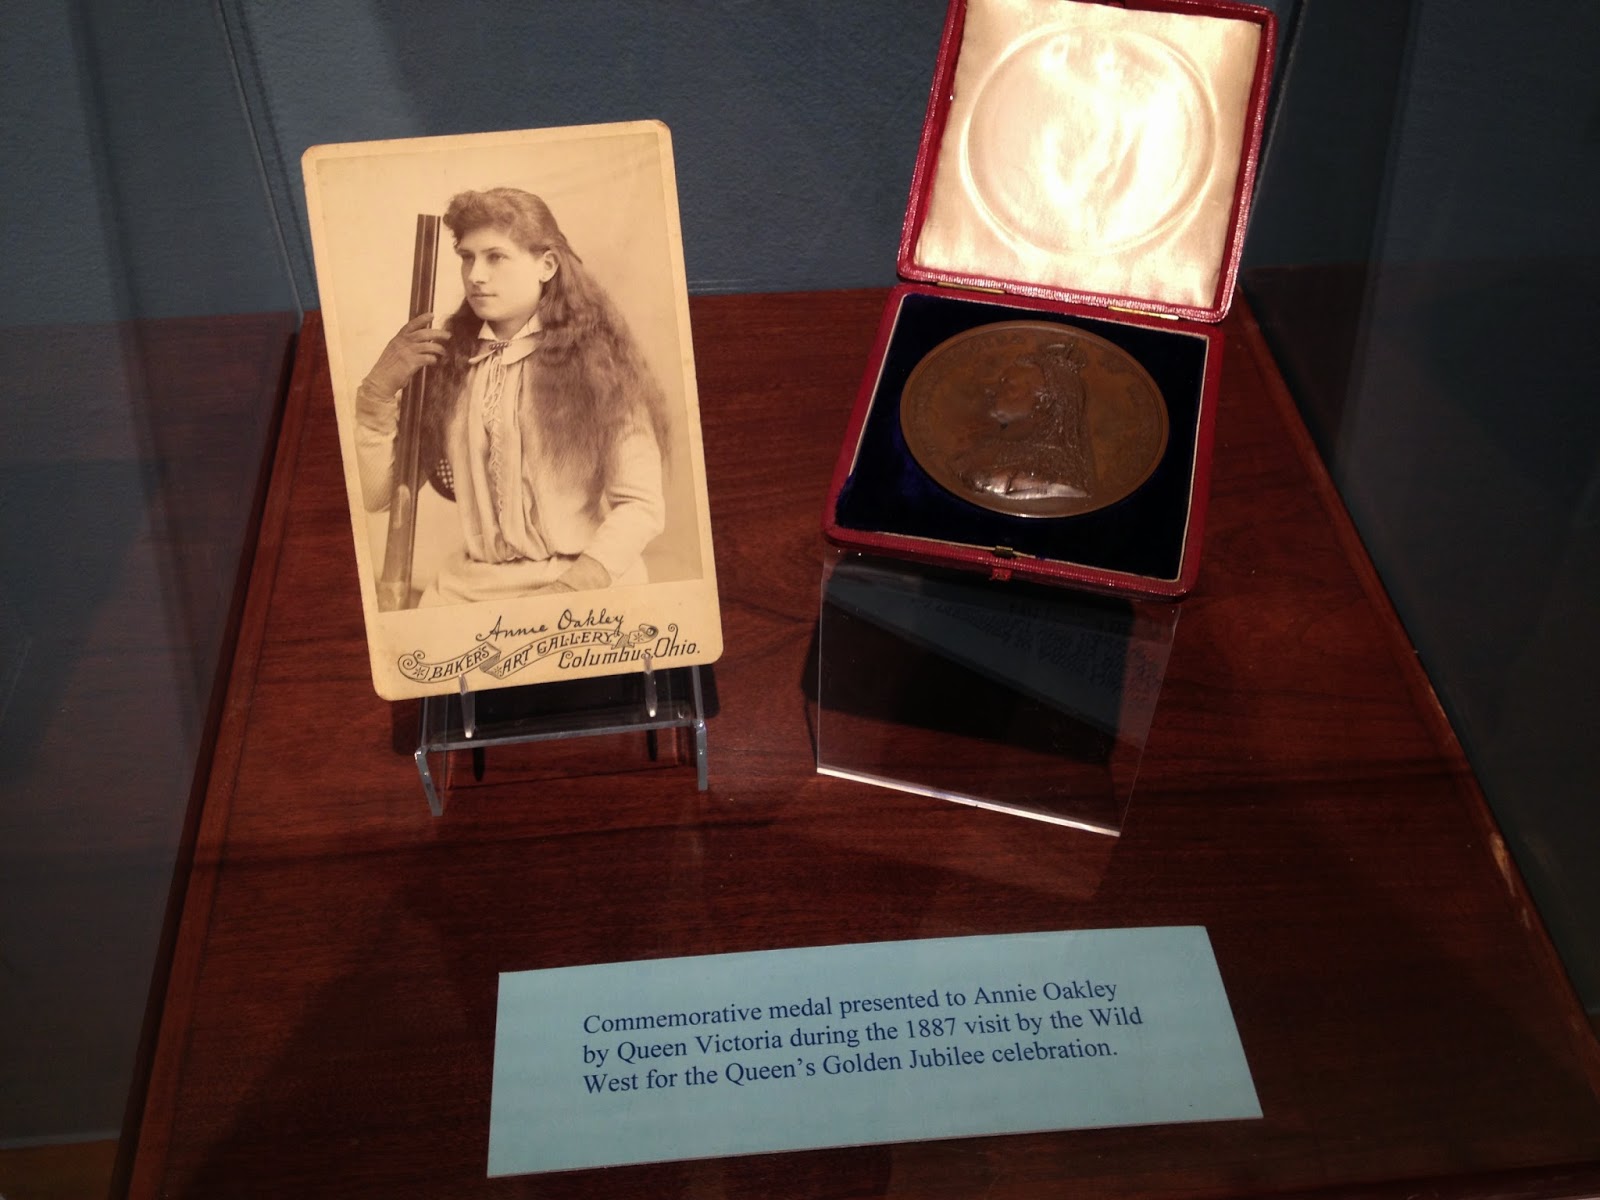 Annie Oakley
BAKER'S ART GALLERY,
Columbus, Ohio.
Commemorative medal presented to Annie Oakley
by Queen Victoria during the 1887 visit by the Wild
West for the Queen's Golden Jubilee celebration.